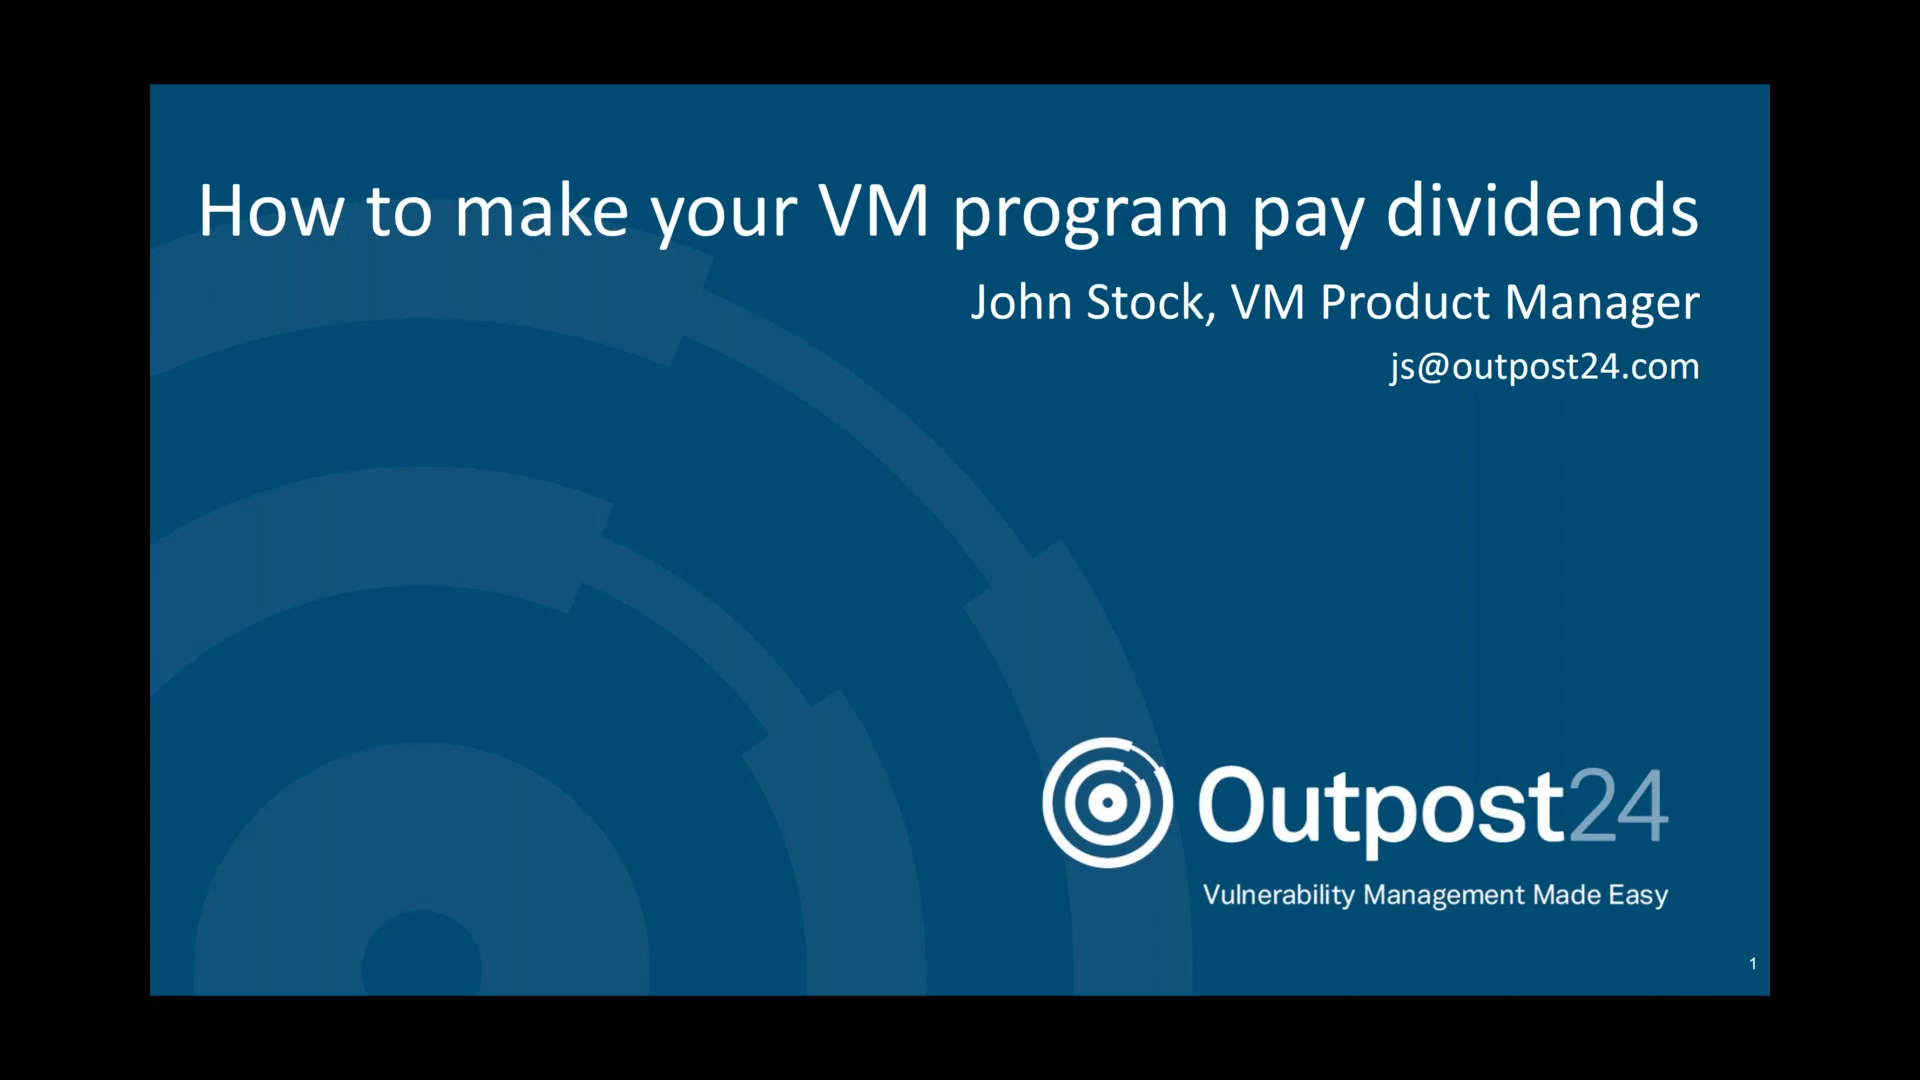 How to make your VM program pay dividends
John Stock, VM Product Manager
js@outpost24.com
Outpost24
Vulnerability Management Made Easy
1